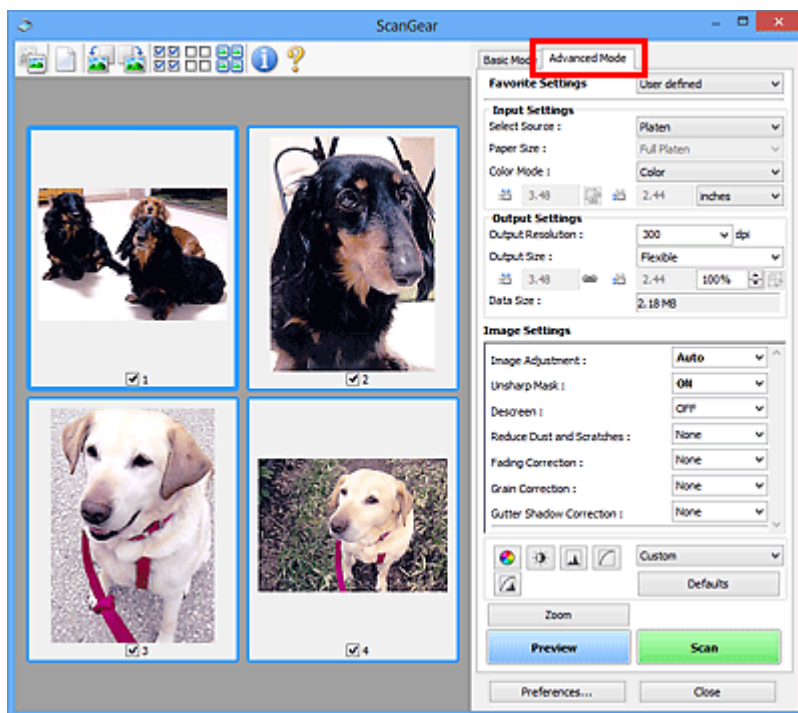 ScanGear
Basic Mode Advanced Mode
Favorite Settings User defined
Input Settings
Select Source : Platen
Paper Size : Full Platen
Color Mode : Color
3.48 2.44 inches
Output Settings
Output Resolution : 300 dpi
Output Size : Flexible
3.48 2.44 100%
Data Size : 2.18 MB
Image Settings
Image Adjustment : Auto
Unsharp Mask : ON
Descreen : OFF
Reduce Dust and Scratches : None
Fading Correction : None
Grain Correction : None
Gutter Shadow Correction : None
Custom
Defaults
Zoom
Preview Scan
Preferences... Close
1 2
3 4